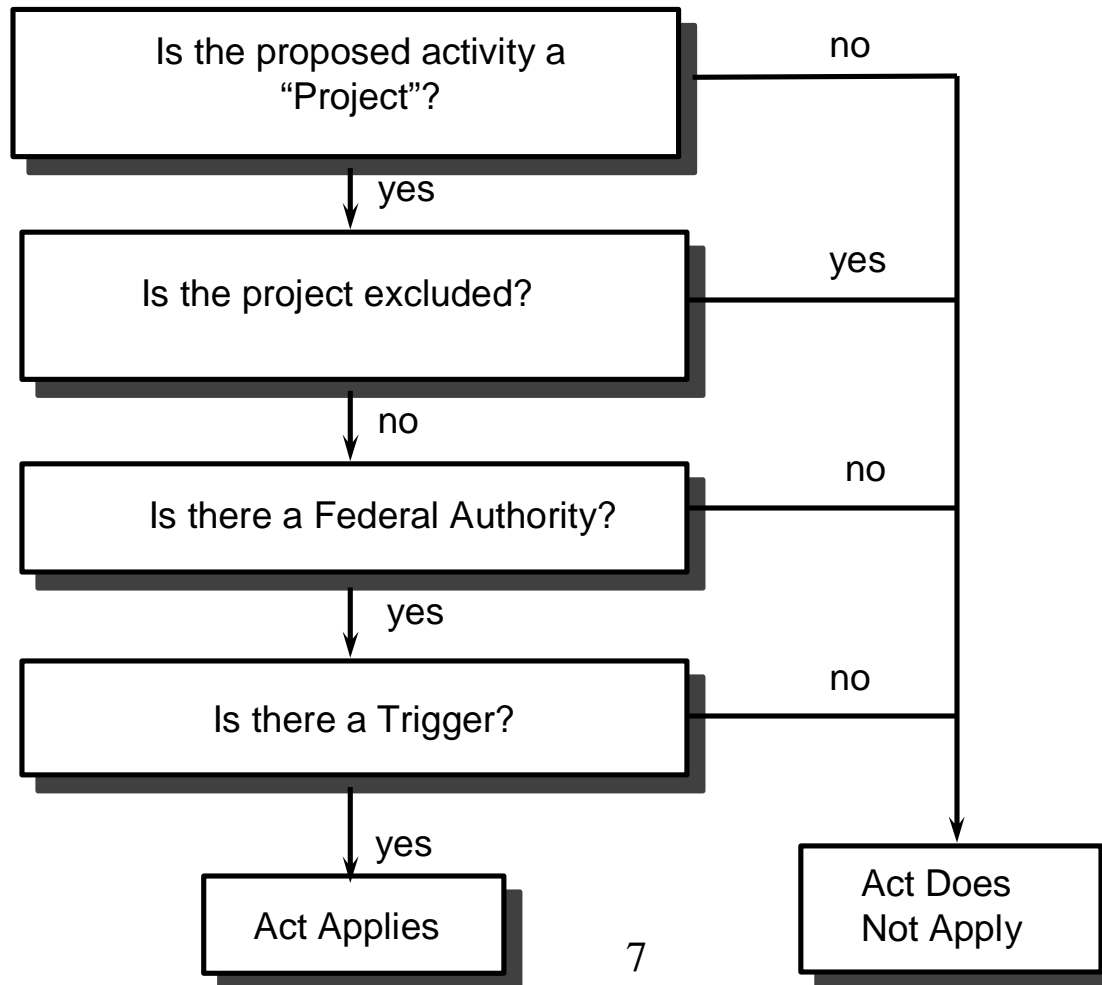 Is the proposed activity a
“Project”?
no
yes
Is the project excluded?
yes
no
Is there a Federal Authority?
no
yes
Is there a Trigger?
no
yes
Act Applies
Act Does
Not Apply
7